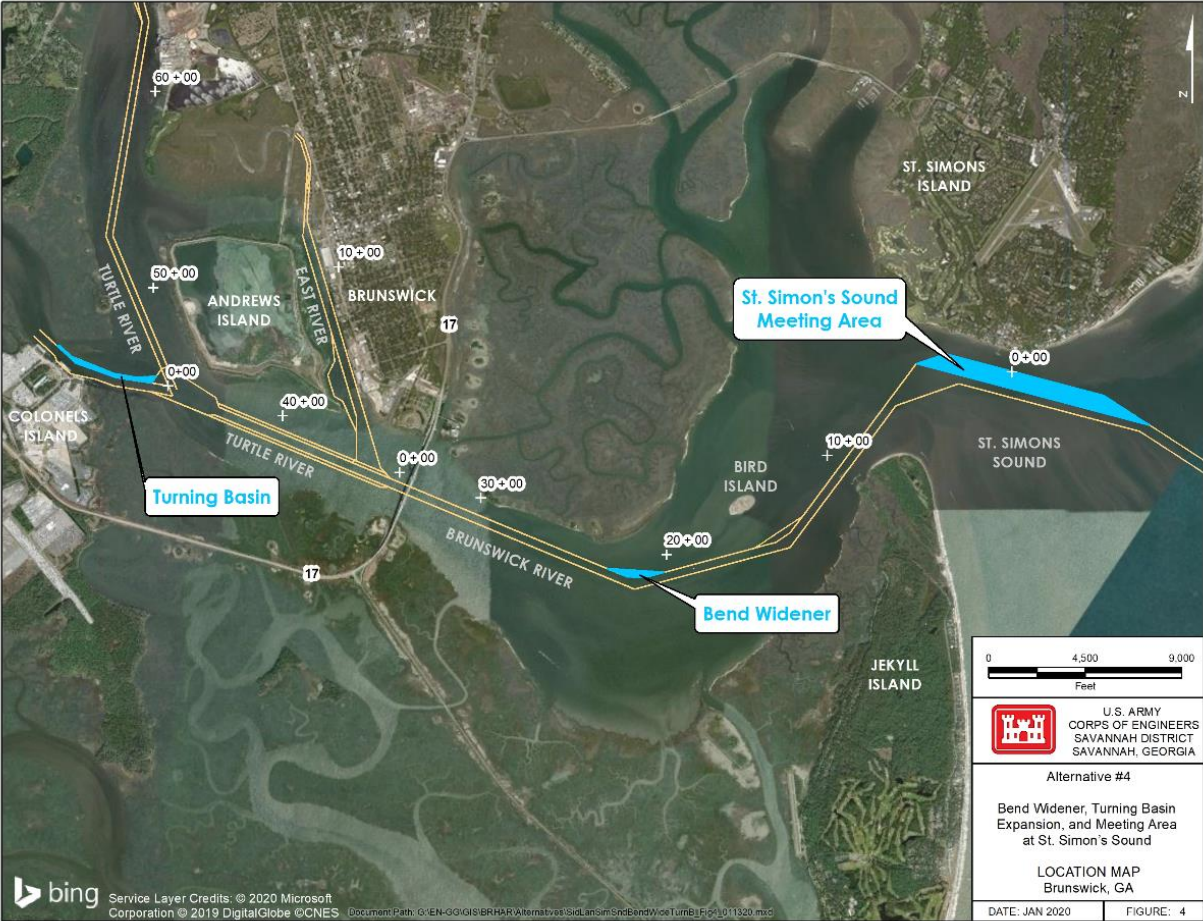 60 + 00
N
ST. SIMONS
ISLAND
10 + 00
50 + 00
TURTLE RIVER
EAST RIVER
ANDREWS
ISLAND
BRUNSWICK
17
St. Simon's Sound
Meeting Area
0 + 00
0+00
40 + 00
COLONELS
ISLAND
TURTLE RIVER
0 + 00
10 + 00
ST. SIMONS
SOUND
BIRD
ISLAND
30 + 00
Turning Basin
20 + 00
BRUNSWICK RIVER
17
Bend Widener
JEKYLL
ISLAND
0 4,500 9,000
Feet
U.S. ARMY
CORPS OF ENGINEERS
SAVANNAH DISTRICT
SAVANNAH, GEORGIA
Alternative #4
Bend Widener, Turning Basin
Expansion, and Meeting Area
at St. Simon's Sound
LOCATION MAP
Brunswick, GA
DATE: JAN 2020
FIGURE: 4
bing
Service Layer Credits: © 2020 Microsoft
Corporation © 2019 DigitalGlobe ©CNES
Document Path: